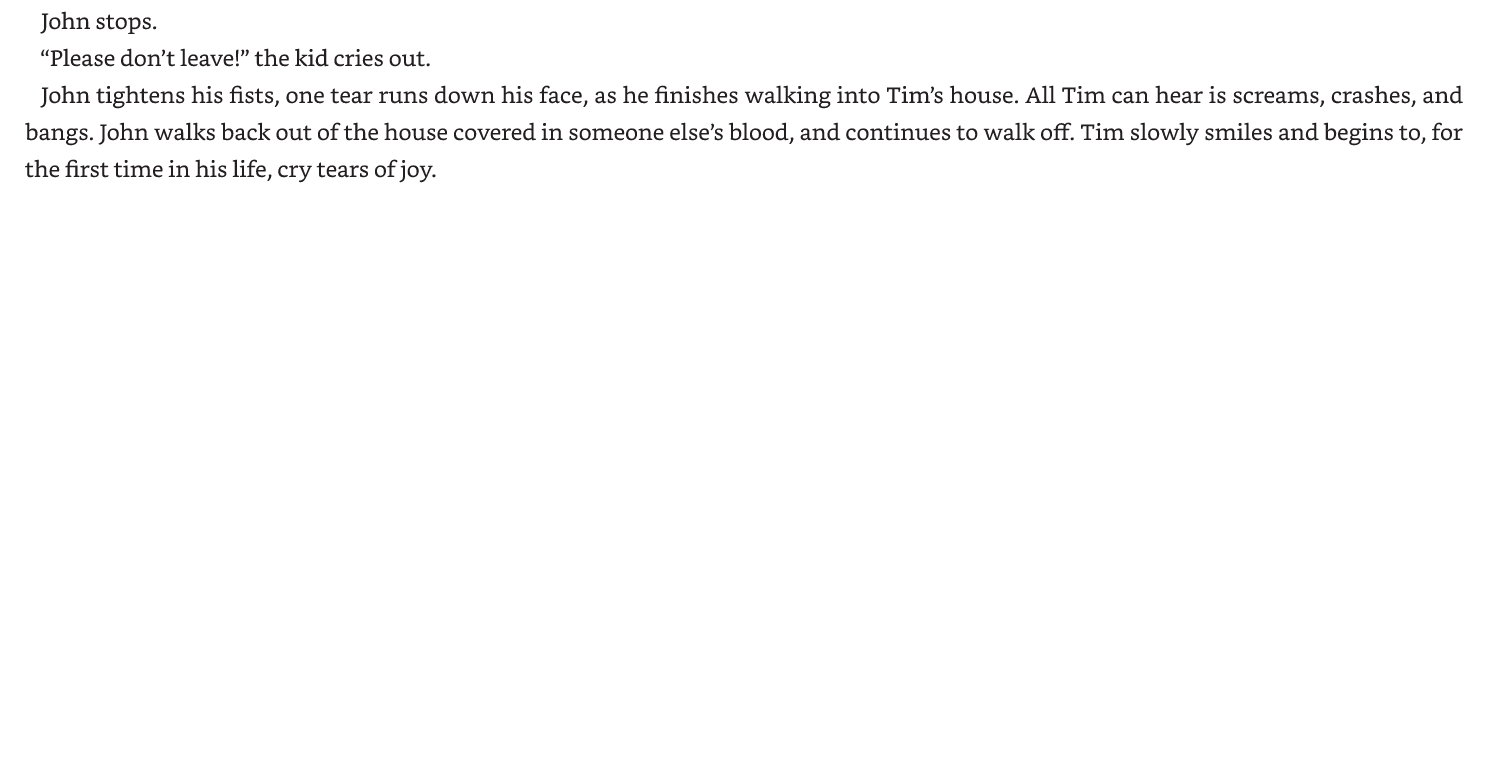 John stops.
“Please don’t leave!” the kid cries out.
John tightens his fists, one tear runs down his face, as he finishes walking into Tim’s house. All Tim can hear is screams, crashes, and
bangs. John walks back out of the house covered in someone else’s blood, and continues to walk off. Tim slowly smiles and begins to, for
the first time in his life, cry tears of joy.